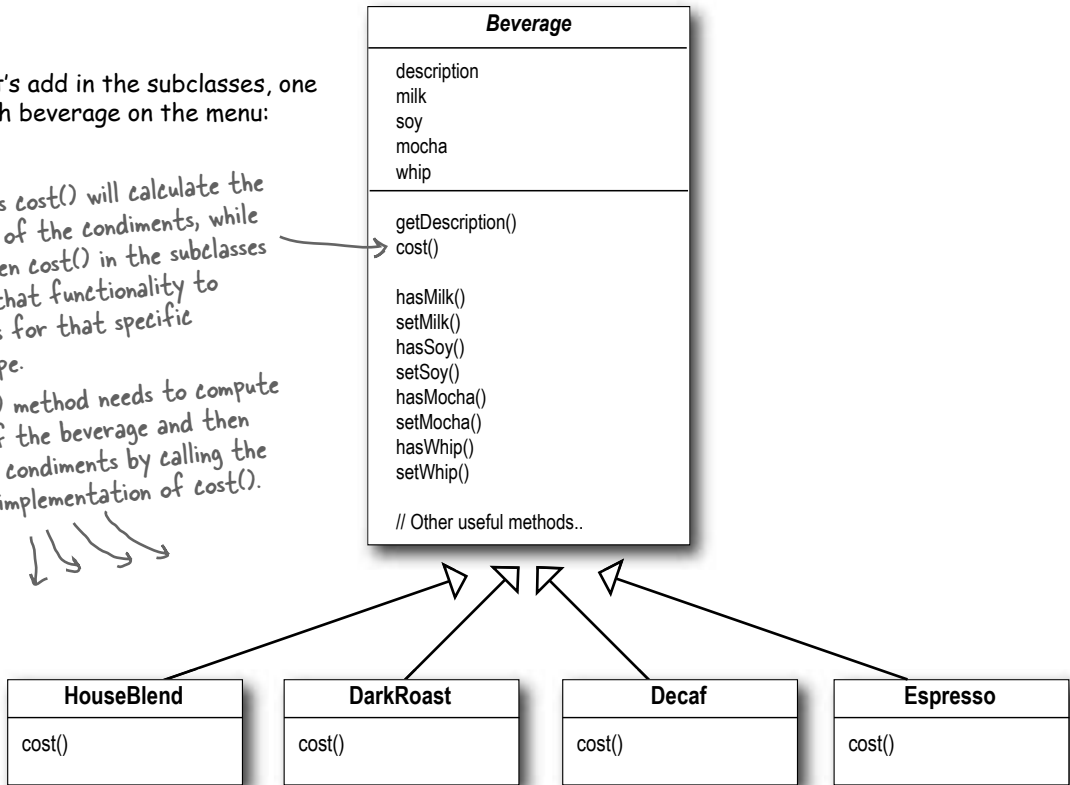 Beverage
description
milk
soy
mocha
whip
getDescription()
cost()
hasMilk()
setMilk()
hasSoy()
setSoy()
hasMocha()
setMocha()
hasWhip()
setWhip()
// Other useful methods..
t's add in the subclasses, one
h beverage on the menu:
s cost() will calculate the
of the condiments, while
en cost() in the subclasses
that functionality to
s for that specific
pe.
) method needs to compute
f the beverage and then
condiments by calling the
implementation of cost().
HouseBlend
cost()
DarkRoast
cost()
Decaf
cost()
Espresso
cost()